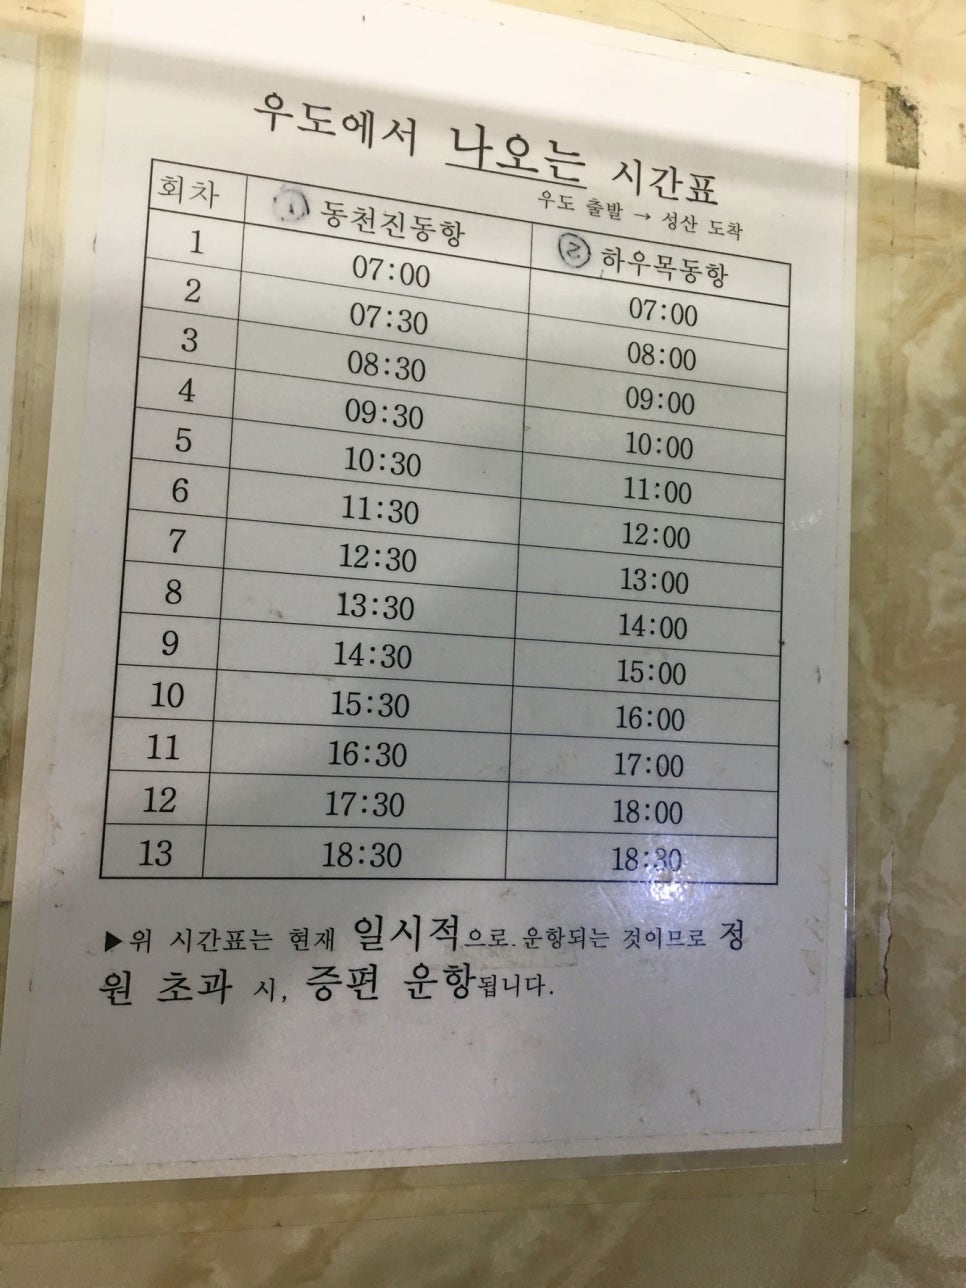 우도에서 나오는 시간표
우도 출발 → 성산 도착
회차 ① 동천진동항 ② 하우목동항
1 07:00 07:00
2 07:30 08:00
3 08:30 09:00
4 09:30 10:00
5 10:30 11:00
6 11:30 12:00
7 12:30 13:00
8 13:30 14:00
9 14:30 15:00
10 15:30 16:00
11 16:30 17:00
12 17:30 18:00
13 18:30 18:30
▶위 시간표는 현재 일시적으로.운항되는 것이므로 정
원 초과 시, 증편 운항됩니다.